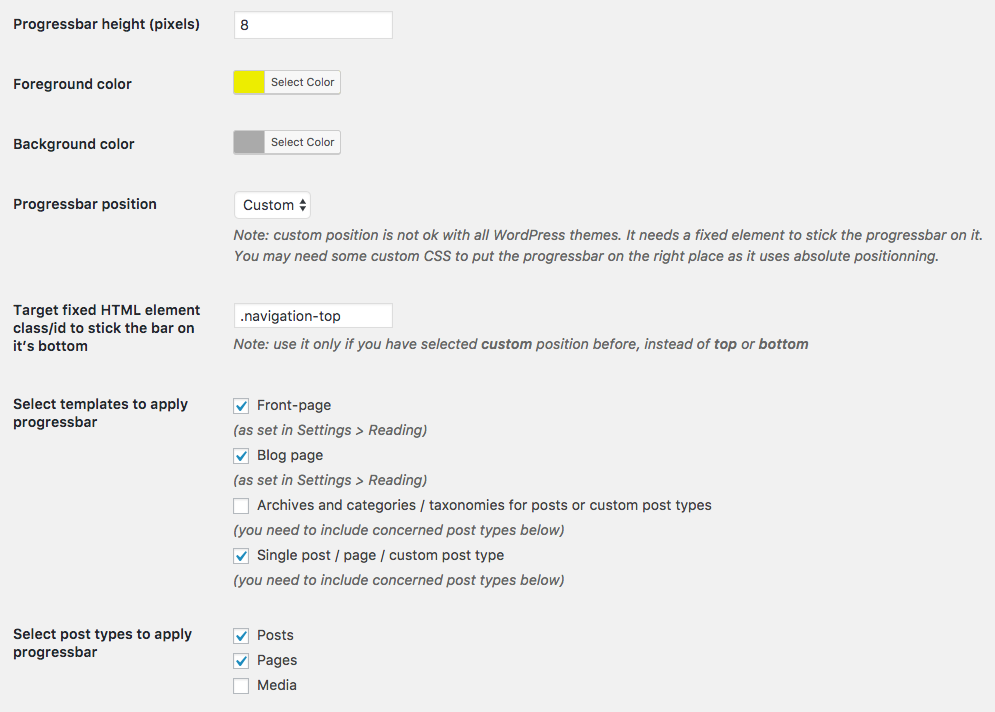 Progressbar height (pixels)
8
Foreground color
Select Color
Background color
Select Color
Progressbar position
Custom
Note: custom position is not ok with all WordPress themes. It needs a fixed element to stick the progressbar on it.
You may need some custom CSS to put the progressbar on the right place as it uses absolute positionning.
Target fixed HTML element
class/id to stick the bar on
it's bottom
.navigation-top
Note: use it only if you have selected custom position before, instead of top or bottom
Select templates to apply
progressbar
Front-page
(as set in Settings > Reading)
Blog page
(as set in Settings > Reading)
Archives and categories / taxonomies for posts or custom post types
(you need to include concerned post types below)
Single post / page / custom post type
(you need to include concerned post types below)
Select post types to apply
progressbar
Posts
Pages
Media